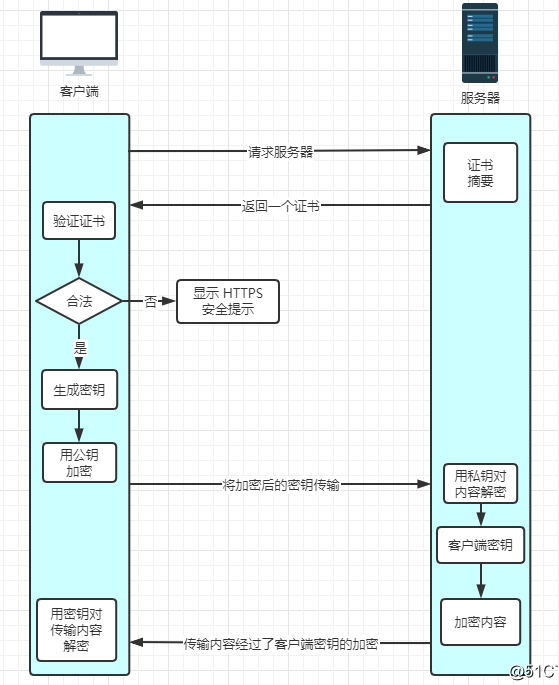 客户端
服务器
请求服务器
证书
摘要
返回一个证书
验证证书
合法
否
显示 HTTPS
安全提示
是
生成密钥
用公钥
加密
将加密后的密钥传输
用私钥对
内容解密
客户端密钥
加密内容
用密钥对
传输内容
解密
传输内容经过了客户端密钥的加密
@51C